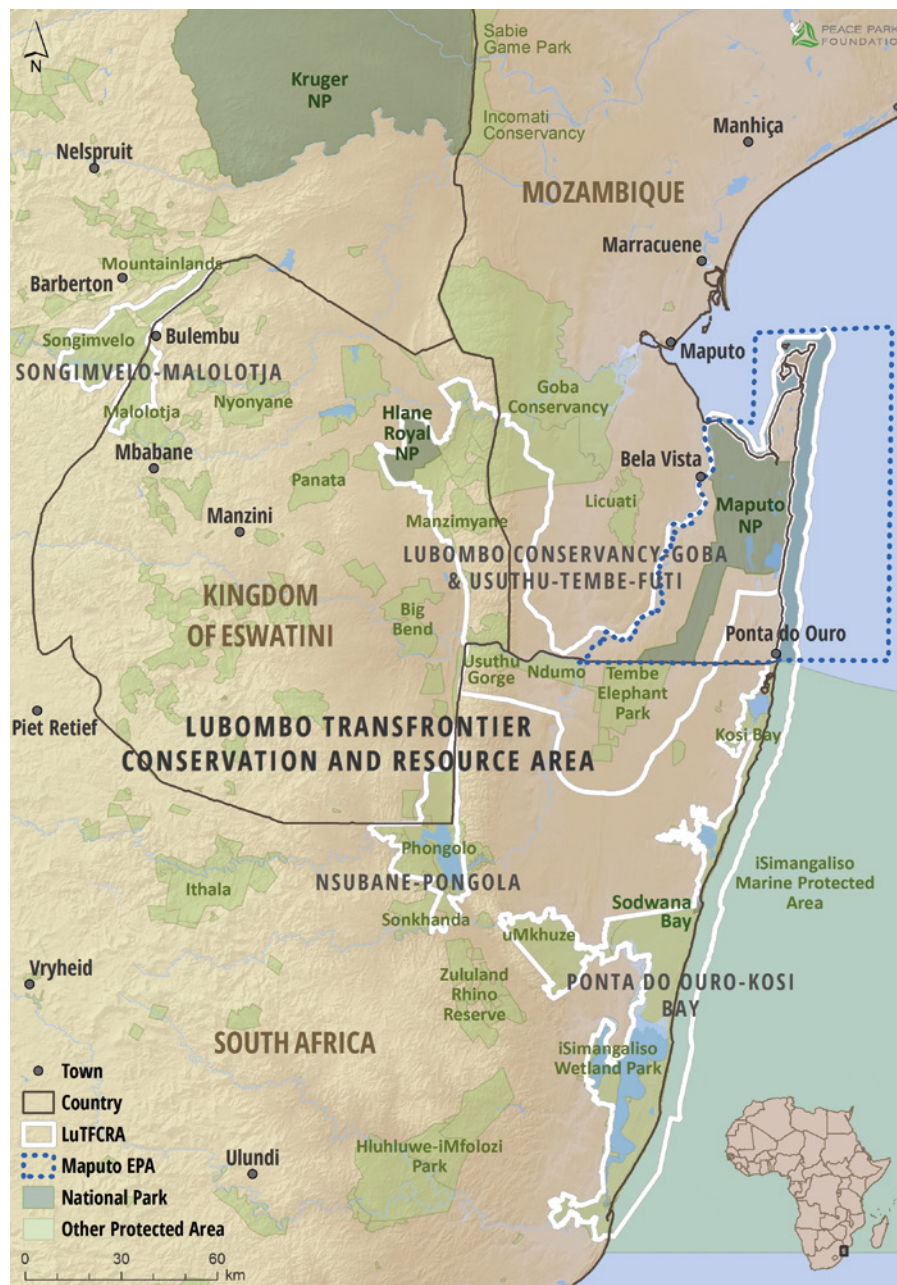 N
PEACE PARK
FOUNDATIO
Sabie
Game Park
Kruger
NP
Incomati
Conservancy
Manhiça
Nelspruit
MOZAMBIQUE
Marracuene
Mountainlands
Barberton
Songimvelo
Bulembu
Maputo
SONGIMVELO-MALOLOTJA
Malolotja
Nyonyane
Goba
Conservancy
Hlane
Royal
NP
Mbabane
Panata
Bela Vista
Licuati
Maputo
NP
Manzini
Manzimyane
LUBOMBO CONSERVANCY-GOBA
& USUTHU-TEMBE-FUTI
KINGDOM
OF ESWATINI
Big
Bend
Ponta do Ouro
Usuthu
Gorge
Ndumo
Tembe
Elephant
Park
Piet Retief
LUBOMBO TRANSFRONTIER
CONSERVATION AND RESOURCE AREA
Kosi Bay
Phongolo
NSUBANE-PONGOLA
Ithala
iSimangaliso
Marine Protected
Area
Sonkhanda
Sodwana
Bay
uMkhuze
Vryheid
Zululand
Rhino
Reserve
PONTA DO OURO-KOSI
BAY
SOUTH AFRICA
iSimangaliso
Wetland Park
Town
Country
LuTFCRA
Maputo EPA
National Park
Other Protected Area
Hluhluwe-iMfolozi
Park
Ulundi
0 30 60
km